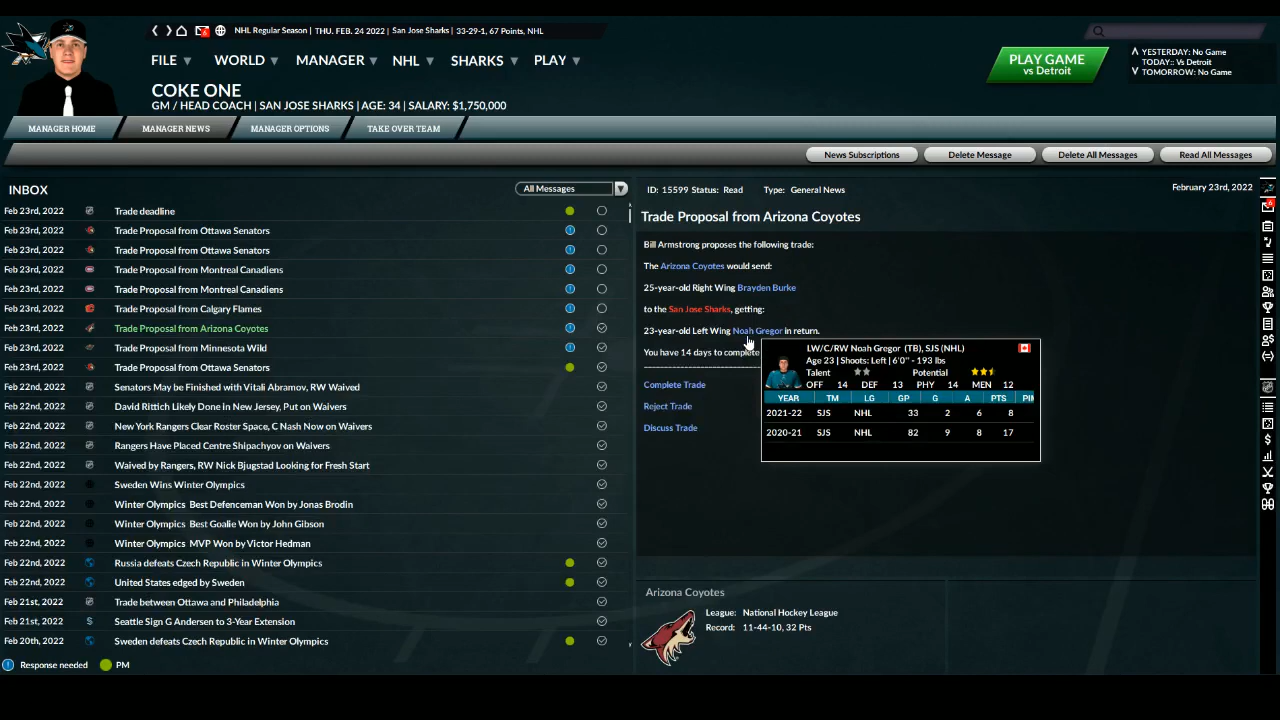 NHL Regular Season | THU. FEB. 24 2022 | San Jose Sharks | 33-29-1, 67 Points, NHL
FILE WORLD MANAGER NHL SHARKS PLAY
PLAY GAME
vs Detroit
YESTERDAY: No Game
TODAY:: Vs Detroit
TOMORROW: No Game
COKE ONE
GM / HEAD COACH | SAN JOSE SHARKS | AGE: 34 | SALARY: $1,750,000
MANAGER HOME MANAGER NEWS MANAGER OPTIONS TAKE OVER TEAM
News Subscriptions Delete Message Delete All Messages Read All Messages
INBOX All Messages
Feb 23rd, 2022 Trade deadline
Feb 23rd, 2022 Trade Proposal from Ottawa Senators
Feb 23rd, 2022 Trade Proposal from Ottawa Senators
Feb 23rd, 2022 Trade Proposal from Montreal Canadiens
Feb 23rd, 2022 Trade Proposal from Montreal Canadiens
Feb 23rd, 2022 Trade Proposal from Calgary Flames
Feb 23rd, 2022 Trade Proposal from Arizona Coyotes
Feb 23rd, 2022 Trade Proposal from Minnesota Wild
Feb 23rd, 2022 Trade Proposal from Ottawa Senators
Feb 22nd, 2022 Senators May be Finished with Vitali Abramov, RW Waived
Feb 22nd, 2022 David Rittich Likely Done in New Jersey, Put on Waivers
Feb 22nd, 2022 New York Rangers Clear Roster Space, C Nash Now on Waivers
Feb 22nd, 2022 Rangers Have Placed Centre Shipachyov on Waivers
Feb 22nd, 2022 Waived by Rangers, RW Nick Bjugstad Looking for Fresh Start
Feb 22nd, 2022 Sweden Wins Winter Olympics
Feb 22nd, 2022 Winter Olympics Best Defenceman Won by Jonas Brodin
Feb 22nd, 2022 Winter Olympics Best Goalie Won by John Gibson
Feb 22nd, 2022 Winter Olympics MVP Won by Victor Hedman
Feb 22nd, 2022 Russia defeats Czech Republic in Winter Olympics
Feb 22nd, 2022 United States edged by Sweden
Feb 21st, 2022 Trade between Ottawa and Philadelphia
Feb 21st, 2022 Seattle Sign G Andersen to 3-Year Extension
Feb 20th, 2022 Sweden defeats Czech Republic in Winter Olympics
Response needed PM
ID: 15599 Status: Read Type: General News February 23rd, 2022
Trade Proposal from Arizona Coyotes
Bill Armstrong proposes the following trade:
The Arizona Coyotes would send:
25-year-old Right Wing Brayden Burke
to the San Jose Sharks, getting:
23-year-old Left Wing Noah Gregor in return.
You have 14 days to complete
Complete Trade
Reject Trade
Discuss Trade
LW/C/RW Noah Gregor (TB), SJS (NHL)
Age 23 | Shoots: Left | 6'0" - 193 lbs
Talent Potential
OFF 14 DEF 13 PHY 14 MEN 12
YEAR TM LG GP G A PTS PIM
2021-22 SJS NHL 33 2 6 8
2020-21 SJS NHL 82 9 8 17
Arizona Coyotes
League: National Hockey League
Record: 11-44-10, 32 Pts